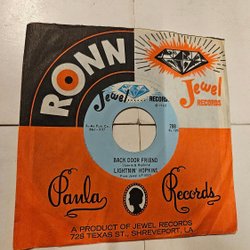 RONN
Jewel
RECORDS
Jewel
RECORDS
BACK DOOR FRIEND
LIGHTNIN' HOPKINS
Paula Records
A PRODUCT OF JEWEL RECORDS
728 TEXAS ST., SHREVEPORT, LA.